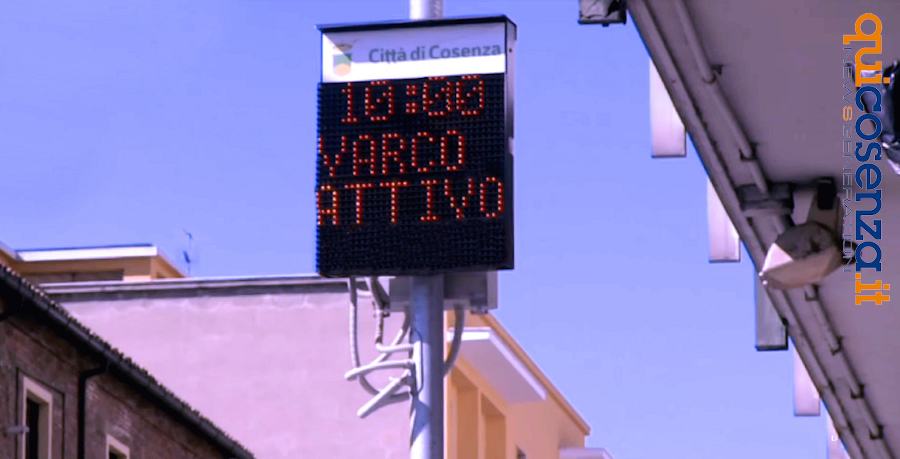 Città di Cosenza
10:00
VARCO
ATTIVO
quicosenza.it